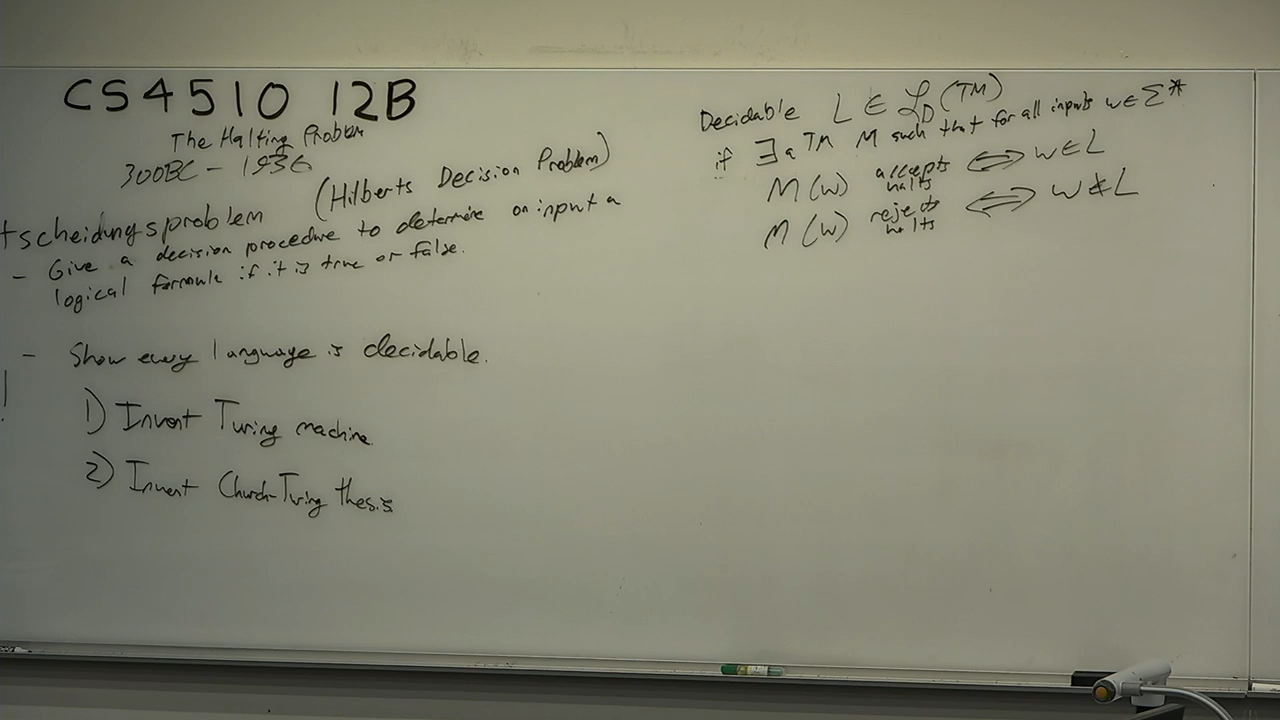 CS4510 12B
The Halting Problem
300BC - 1936
tscheidungsproblem (Hilberts Decision Problem)
- Give a decision procedure to determine on input a
logical formula if it is true or false.
- Show every language is decidable.
1) Invent Turing machine
2) Invent Church-Turing thesis
Decidable L ∈ ℒ_D(TM)
if ∃ a TM M such that for all inputs w ∈ Σ*
M(w) accepts ⟺ w ∈ L
halts
M(w) rejects ⟺ w ∉ L
halts